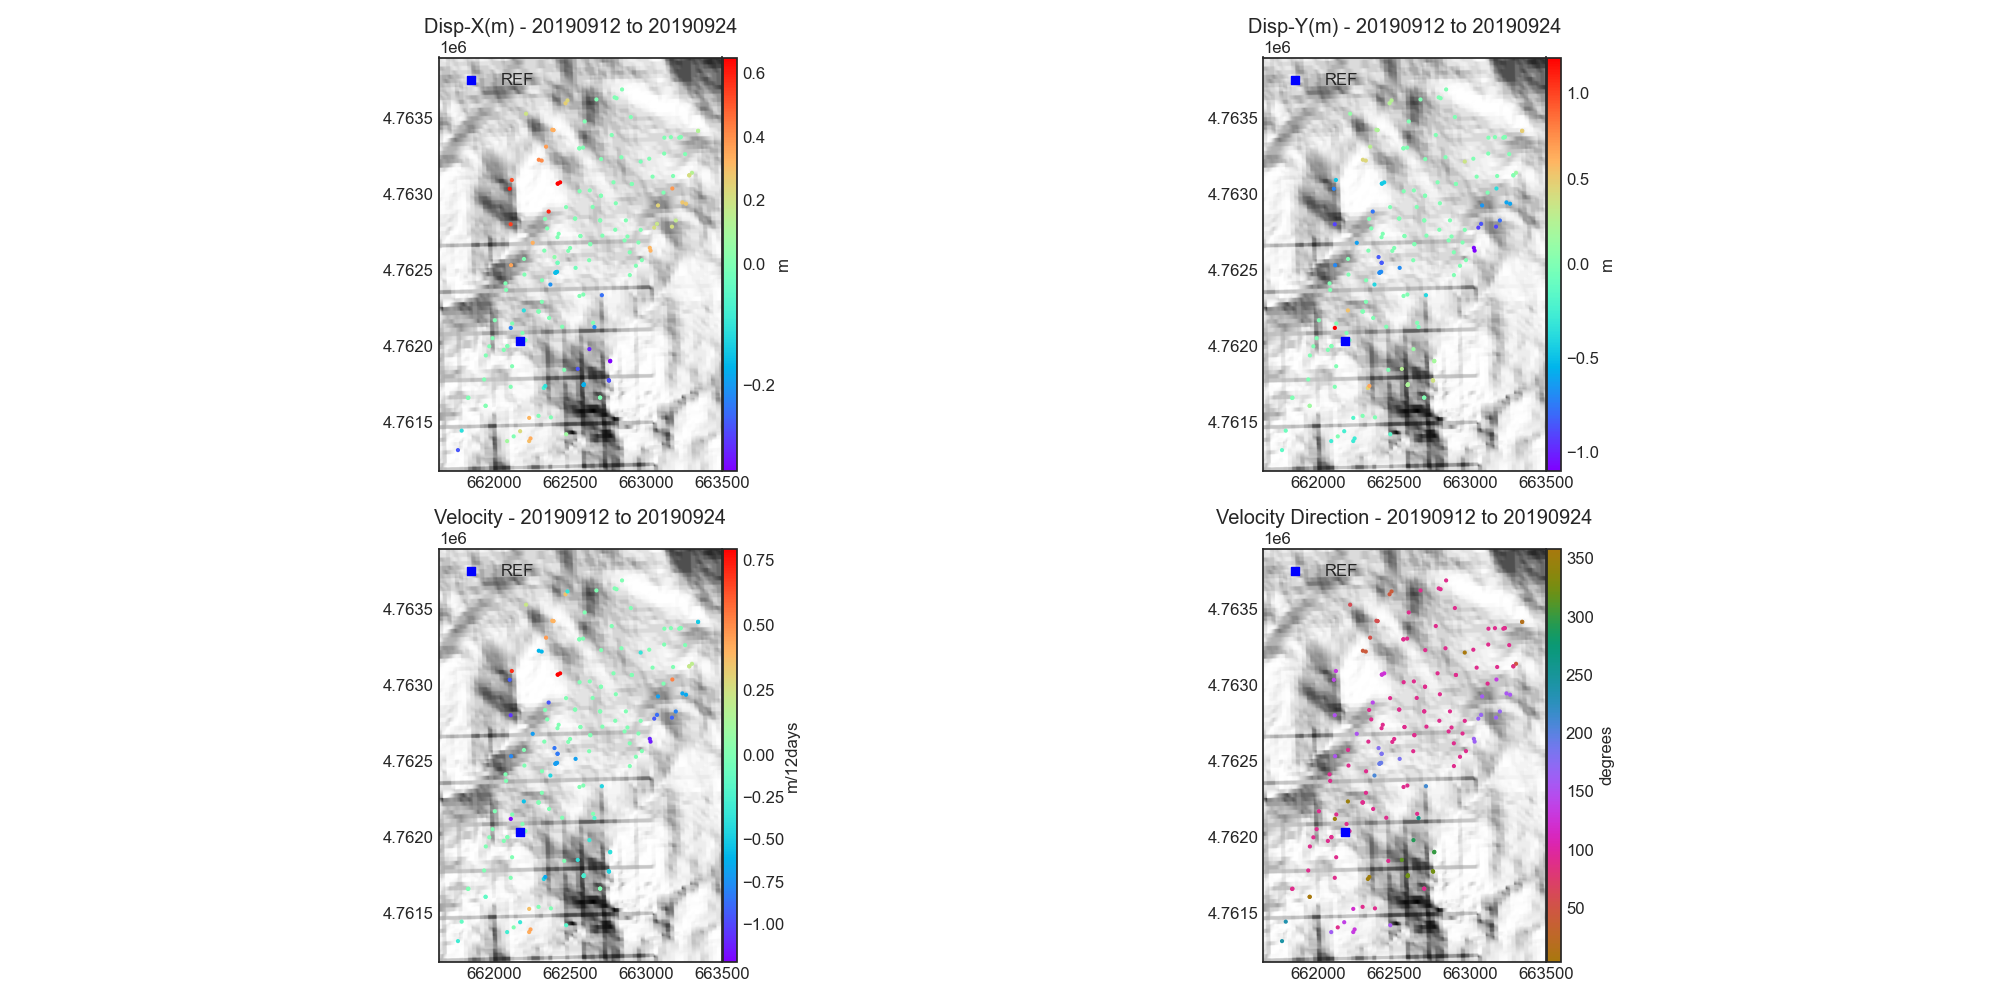 Disp-X(m) - 20190912 to 20190924
1e6
REF
4.7635
4.7630
4.7625
4.7620
4.7615
662000 662500 663000 663500
0.6
0.4
0.2
0.0
−0.2
m
Disp-Y(m) - 20190912 to 20190924
1e6
REF
4.7635
4.7630
4.7625
4.7620
4.7615
662000 662500 663000 663500
1.0
0.5
0.0
−0.5
−1.0
m
Velocity - 20190912 to 20190924
1e6
REF
4.7635
4.7630
4.7625
4.7620
4.7615
662000 662500 663000 663500
0.75
0.50
0.25
0.00
−0.25
−0.50
−0.75
−1.00
m/12days
Velocity Direction - 20190912 to 20190924
1e6
REF
4.7635
4.7630
4.7625
4.7620
4.7615
662000 662500 663000 663500
350
300
250
200
150
100
50
degrees